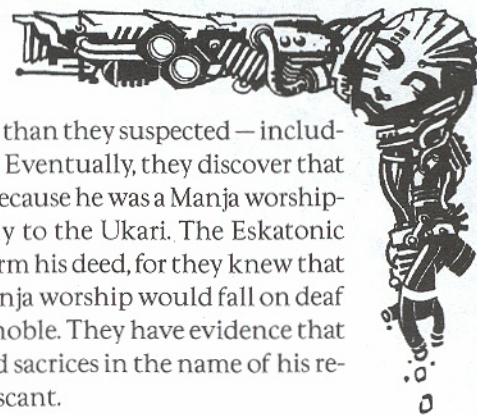 than they suspected — includ-
Eventually, they discover that
ecause he was a Manja worship-
y to the Ukari. The Eskatonic
rm his deed, for they knew that
nja worship would fall on deaf
noble. They have evidence that
d sacrices in the name of his re-
scant.